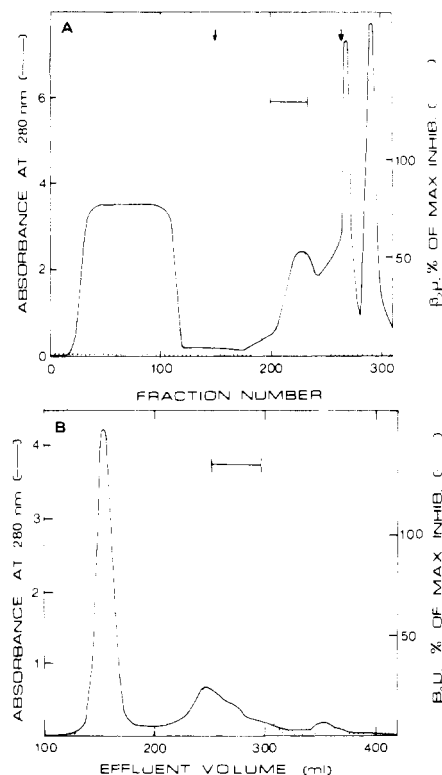 A
ABSORBANCE AT 280 nm (——)
6
4
2
0
100
50
β,μ. % OF MAX INHIB. ( )
0
100
200
300
FRACTION NUMBER
B
ABSORBANCE AT 280 nm (——)
4
3
2
1
100
50
B.U. % OF MAX INHIB. ( )
100
200
300
400
EFFLUENT VOLUME (ml)